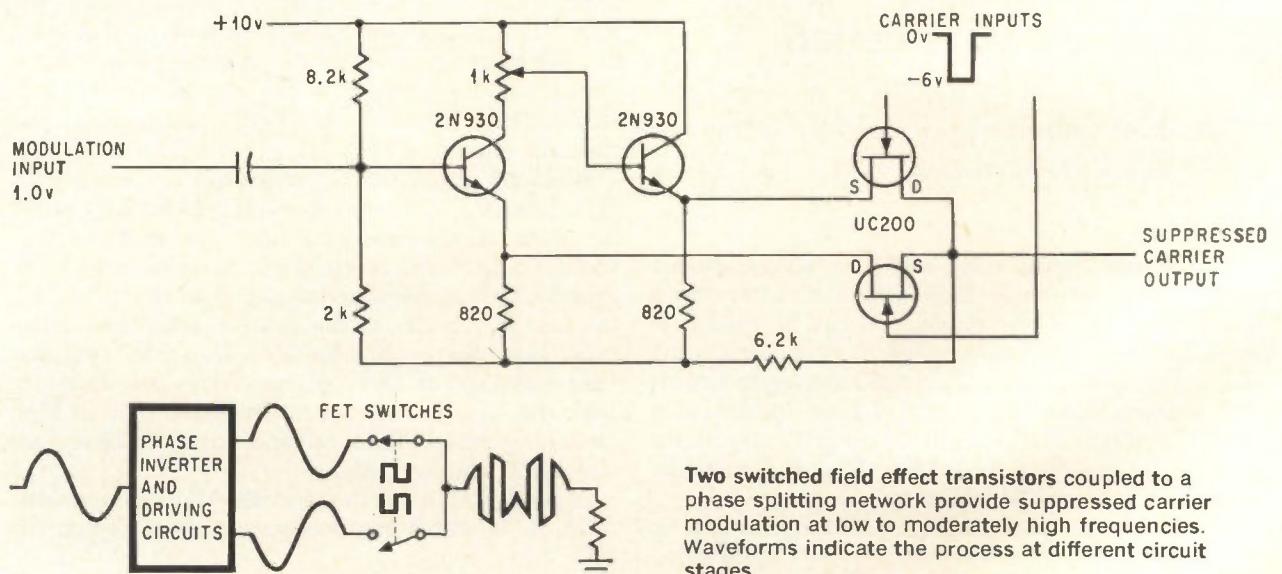 CARRIER INPUTS
0v
-6v
+10v
8.2k
1k
2N930
2N930
MODULATION
INPUT
1.0v
S
D
UC200
D
S
SUPPRESSED
CARRIER
OUTPUT
2k
820
820
6.2k
FET SWITCHES
PHASE
INVERTER
AND
DRIVING
CIRCUITS
Two switched field effect transistors coupled to a
phase splitting network provide suppressed carrier
modulation at low to moderately high frequencies.
Waveforms indicate the process at different circuit
stages.